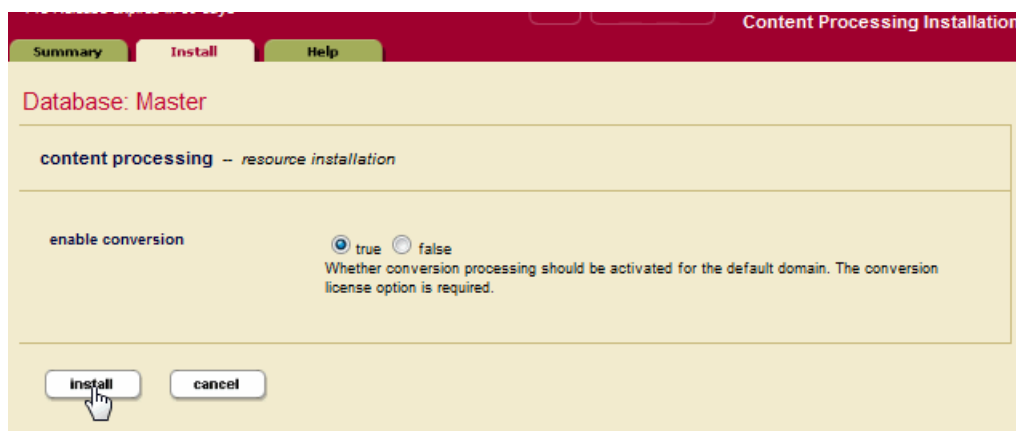 Content Processing Installation
Summary Install Help
Database: Master
content processing -- resource installation
enable conversion
true false
Whether conversion processing should be activated for the default domain. The conversion
license option is required.
install cancel